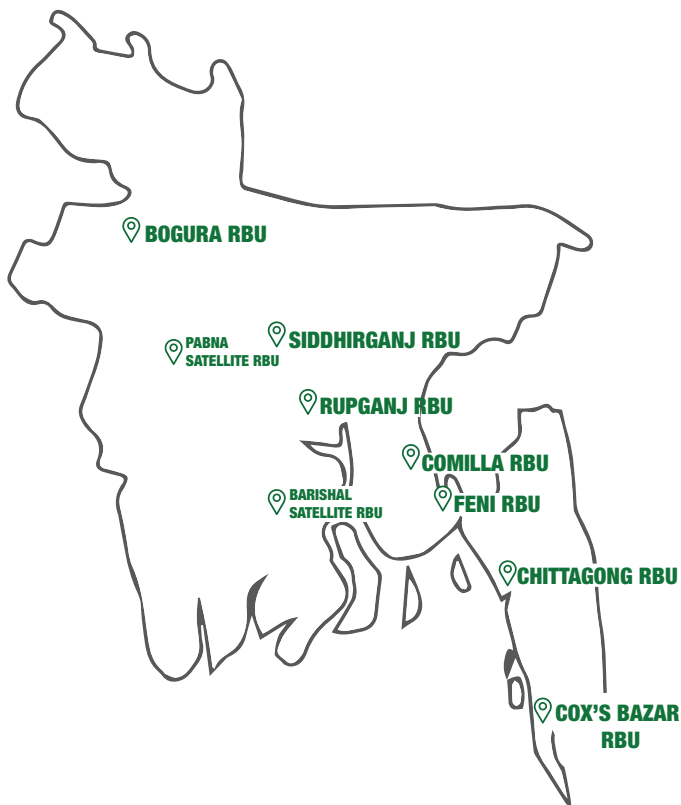 BOGURA RBU
SIDDHIRGANJ RBU
PABNA
SATELLITE RBU
RUPGANJ RBU
COMILLA RBU
BARISHAL
SATELLITE RBU
FENI RBU
CHITTAGONG RBU
COX'S BAZAR
RBU